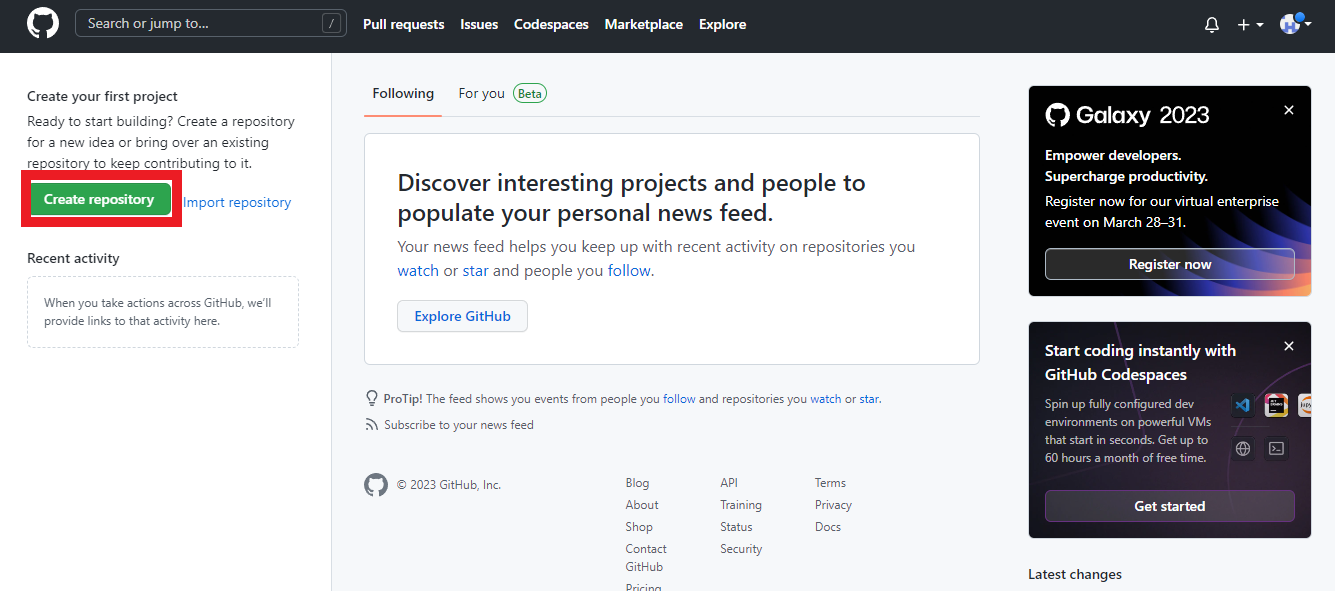 Search or jump to... /
Pull requests
Issues
Codespaces
Marketplace
Explore
Create your first project
Ready to start building? Create a repository
for a new idea or bring over an existing
repository to keep contributing to it.
Create repository
Import repository
Recent activity
When you take actions across GitHub, we'll
provide links to that activity here.
Following
For you
Beta
Discover interesting projects and people to
populate your personal news feed.
Your news feed helps you keep up with recent activity on repositories you
watch or star and people you follow.
Explore GitHub
ProTip! The feed shows you events from people you follow and repositories you watch or star.
Subscribe to your news feed
© 2023 GitHub, Inc.
Blog
About
Shop
Contact
GitHub
Pricing
API
Training
Status
Security
Terms
Privacy
Docs
Galaxy 2023
Empower developers.
Supercharge productivity.
Register now for our virtual enterprise
event on March 28–31.
Register now
Start coding instantly with
GitHub Codespaces
Spin up fully configured dev
environments on powerful VMs
that start in seconds. Get up to
60 hours a month of free time.
Get started
Latest changes